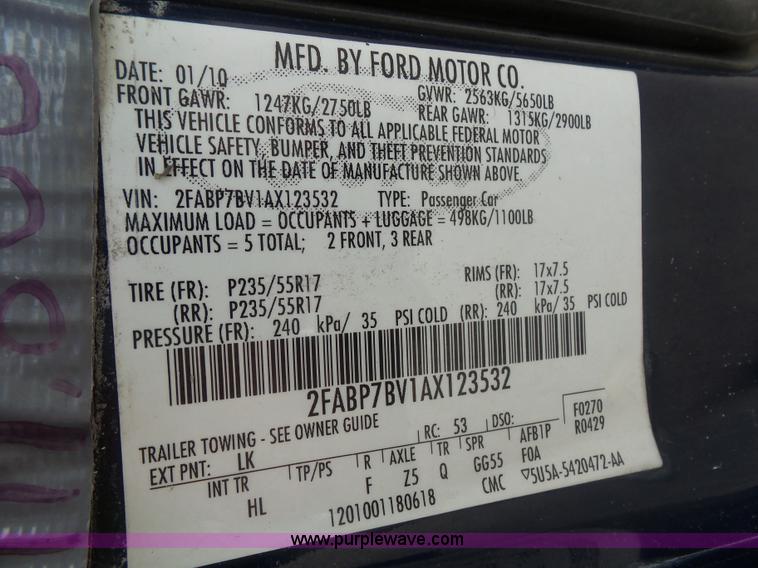 MFD. BY FORD MOTOR CO.
DATE: 01/10 GVWR: 2563KG/5650LB
FRONT GAWR: 1247KG/2750LB REAR GAWR: 1315KG/2900LB
THIS VEHICLE CONFORMS TO ALL APPLICABLE FEDERAL MOTOR
VEHICLE SAFETY, BUMPER, AND THEFT PREVENTION STANDARDS
IN EFFECT ON THE DATE OF MANUFACTURE SHOWN ABOVE.
VIN: 2FABP7BV1AX123532 TYPE: Passenger Car
MAXIMUM LOAD = OCCUPANTS + LUGGAGE = 498KG/1100LB
OCCUPANTS = 5 TOTAL; 2 FRONT, 3 REAR
TIRE (FR): P235/55R17 RIMS (FR): 17x7.5
(RR): P235/55R17 (RR): 17x7.5
PRESSURE (FR): 240 kPa/ 35 PSI COLD (RR): 240 kPa/ 35 PSI COLD
2FABP7BV1AX123532
TRAILER TOWING - SEE OWNER GUIDE RC: 53 DSO: F0270
EXT PNT: LK R0429
INT TR TP/PS R AXLE TR SPR AFB1P
HL F Z5 Q GG55 FOA
1201001180618 CMC ▽5U5A-5420472-AA
www.purplewave.com